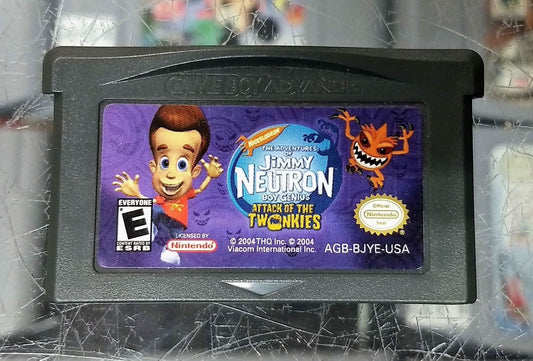 GAME BOY ADVANCE
NICKELODEON
THE ADVENTURES OF
JiMMY
NEUTRON
BOY GENIUS
ATTACK OF THE
TWONKIES
EVERYONE
E
CONTENT RATED BY
ESRB
LICENSED BY
Nintendo
© 2004 THQ Inc. © 2004
Viacom International Inc.
Official
Nintendo
Seal
AGB-BJYE-USA